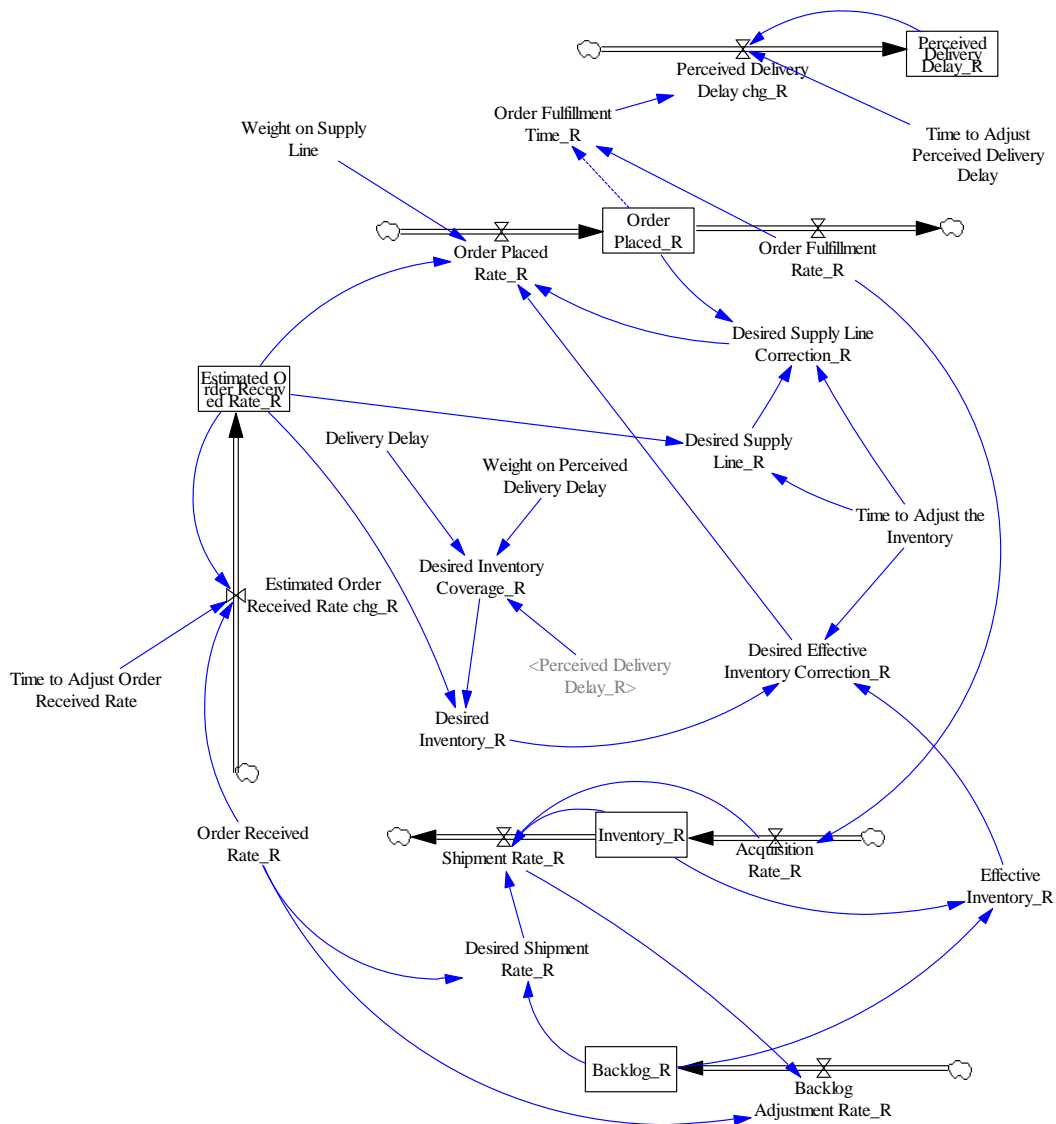 Perceived
Delivery
Delay_R
Perceived Delivery
Delay chg_R
Order Fulfillment
Time_R
Weight on Supply
Line
Time to Adjust
Perceived Delivery
Delay
Order
Placed_R
Order Placed
Rate_R
Order Fulfillment
Rate_R
Desired Supply Line
Correction_R
Estimated O
rder Receiv
ed Rate_R
Delivery Delay
Desired Supply
Line_R
Weight on Perceived
Delivery Delay
Time to Adjust the
Inventory
Desired Inventory
Coverage_R
Estimated Order
Received Rate chg_R
Time to Adjust Order
Received Rate
<Perceived Delivery
Delay_R>
Desired Effective
Inventory Correction_R
Desired
Inventory_R
Order Received
Rate_R
Inventory_R
Shipment Rate_R
Acquisition
Rate_R
Effective
Inventory_R
Desired Shipment
Rate_R
Backlog_R
Backlog
Adjustment Rate_R